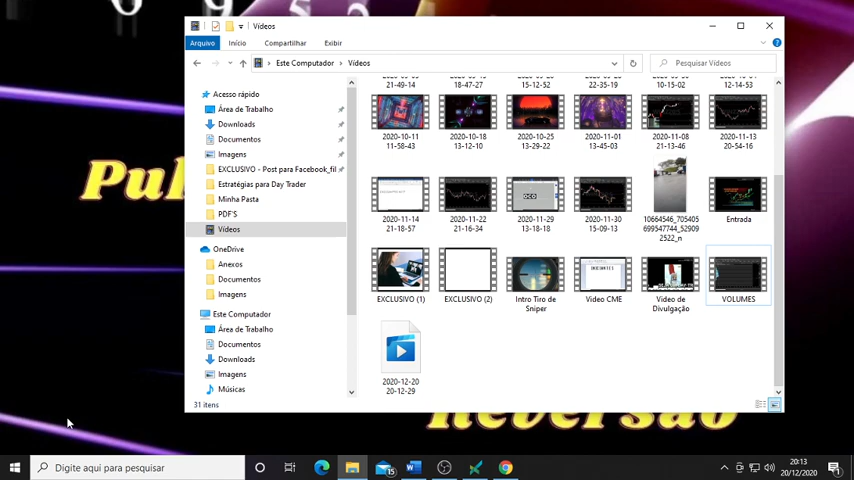 Vídeos
Arquivo Início Compartilhar Exibir
Este Computador Vídeos
Pesquisar Vídeos
Acesso rápido
Área de Trabalho
Downloads
Documentos
Imagens
EXCLUSIVO - Post para Facebook_fil
Estratégias para Day Trader
Minha Pasta
PDF'S
Vídeos
OneDrive
Anexos
Documentos
Imagens
Este Computador
Área de Trabalho
Documentos
Downloads
Imagens
Músicas
21-49-14
18-47-27
15-12-52
22-35-19
10-15-02
12-14-53
2020-10-11
11-58-43
2020-10-18
13-12-10
2020-10-25
13-29-22
2020-11-01
13-45-03
2020-11-08
21-13-46
2020-11-13
20-54-16
2020-11-14
21-18-57
2020-11-22
21-16-34
OCO
2020-11-29
13-18-18
2020-11-30
15-09-13
10664546_705405
699547744_52909
2522_n
Entrada
EXCLUSIVO (1)
EXCLUSIVO (2)
Intro Tiro de
Sniper
Video CME
Video de
Divulgação
VOLUMES
2020-12-20
20-12-29
31 itens
Pul
Reversão
Digite aqui para pesquisar
15
20:13
20/12/2020
1